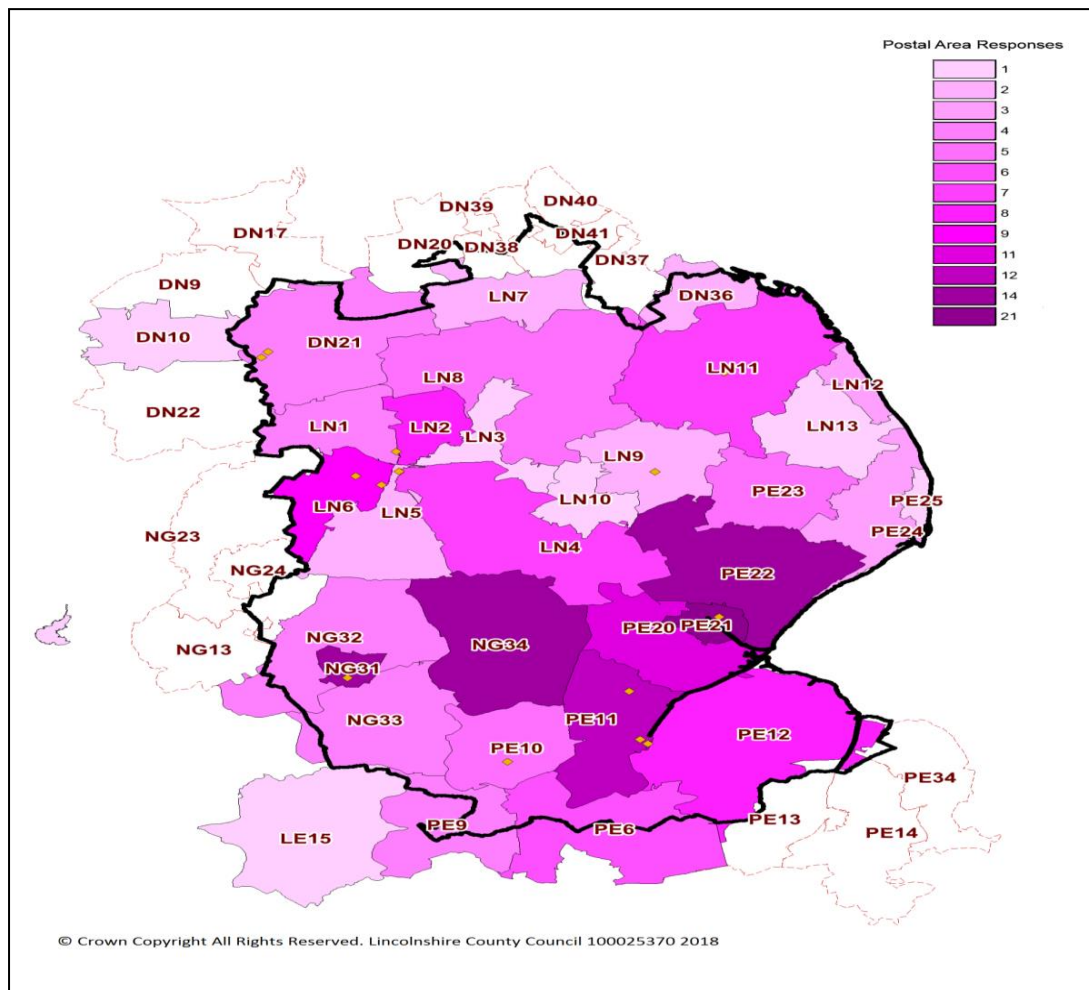 Postal Area Responses
1
2
3
4
5
6
7
8
9
11
12
14
21
DN40
DN39
DN17
DN41
DN20
DN38
DN37
DN9
LN7
DN36
DN10
DN21
LN8
LN11
LN12
DN22
LN1
LN2
LN3
LN13
LN9
PE23
LN6
LN10
PE25
LN5
PE24
NG23
LN4
NG24
PE22
PE20
PE21
NG32
NG13
NG34
NG31
NG33
PE11
PE12
PE10
PE34
PE13
PE9
PE6
PE14
LE15
© Crown Copyright All Rights Reserved. Lincolnshire County Council 100025370 2018